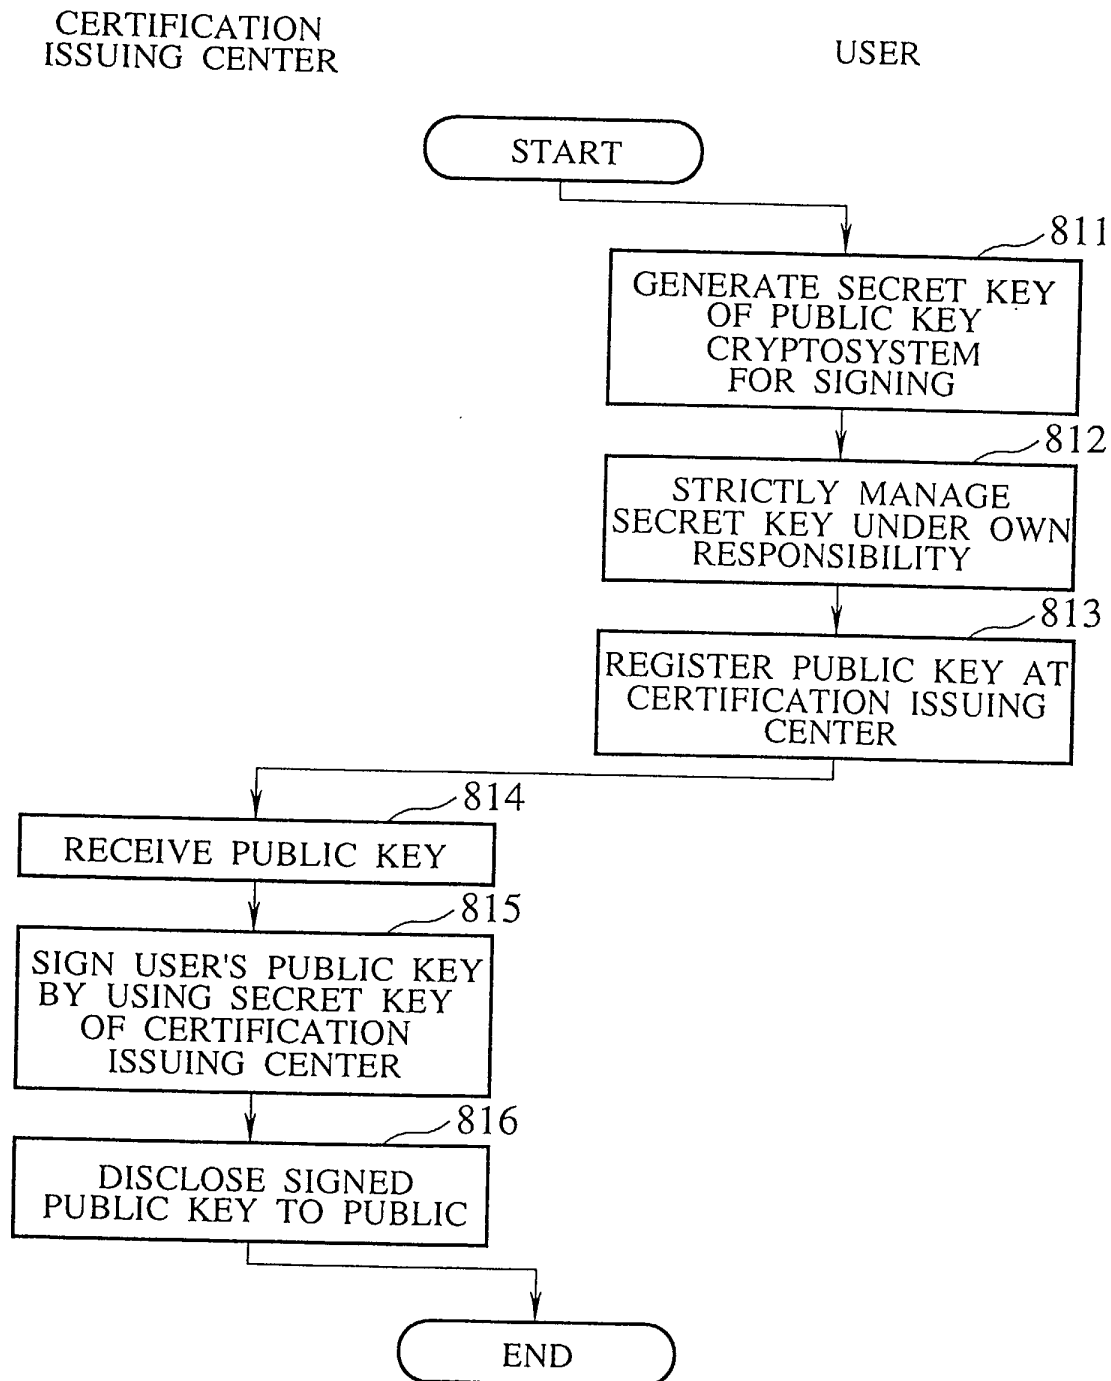 CERTIFICATION
ISSUING CENTER
USER
START
811
GENERATE SECRET KEY
OF PUBLIC KEY
CRYPTOSYSTEM
FOR SIGNING
812
STRICTLY MANAGE
SECRET KEY UNDER OWN
RESPONSIBILITY
813
REGISTER PUBLIC KEY AT
CERTIFICATION ISSUING
CENTER
814
RECEIVE PUBLIC KEY
815
SIGN USER'S PUBLIC KEY
BY USING SECRET KEY
OF CERTIFICATION
ISSUING CENTER
816
DISCLOSE SIGNED
PUBLIC KEY TO PUBLIC
END